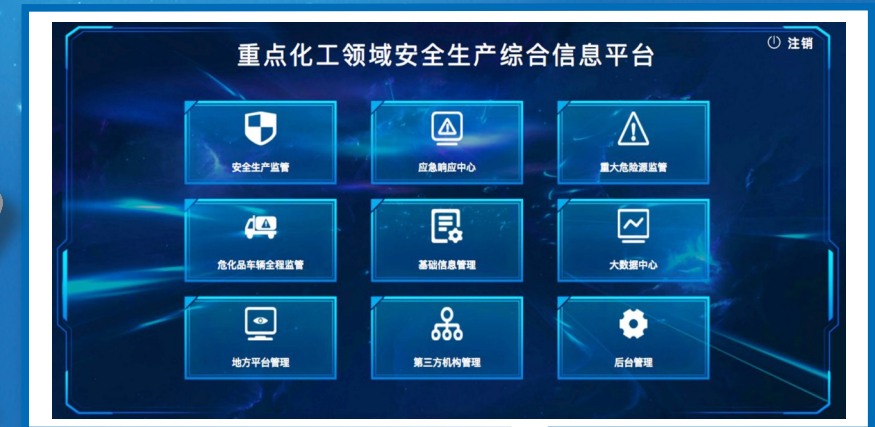 重点化工领域安全生产综合信息平台
注销
安全生产监管
应急响应中心
重大危险源监管
危化品车辆全程监管
基础信息管理
大数据中心
地方平台管理
第三方机构管理
后台管理